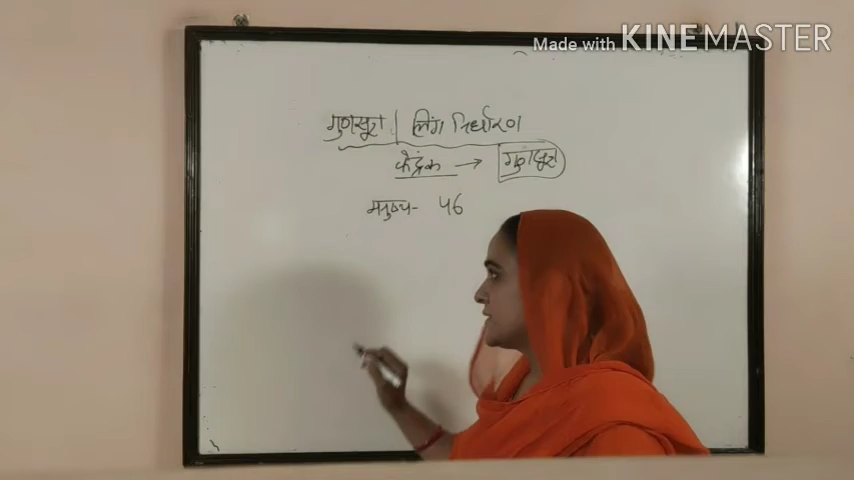 Made with KINEMASTER
गुणसूत्र | लिंग निर्धारण
केंद्रक → गुणसूत्र
मनुष्य - 46